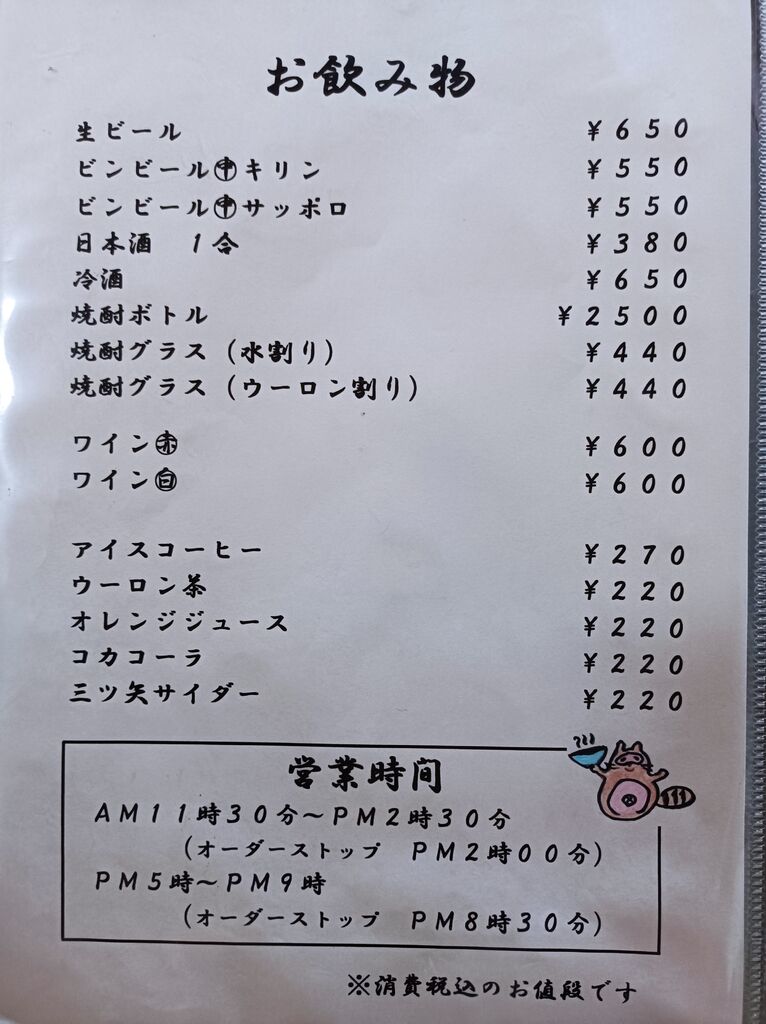 お飲み物
生ビール ¥650
ビンビール㊥キリン ¥550
ビンビール㊥サッポロ ¥550
日本酒 1合 ¥380
冷酒 ¥650
焼酎ボトル ¥2500
焼酎グラス(水割り) ¥440
焼酎グラス(ウーロン割り) ¥440
ワイン赤 ¥600
ワイン白 ¥600
アイスコーヒー ¥270
ウーロン茶 ¥220
オレンジジュース ¥220
コカコーラ ¥220
三ツ矢サイダー ¥220
営業時間
AM11時30分〜PM2時30分
(オーダーストップ PM2時00分)
PM5時〜PM9時
(オーダーストップ PM8時30分)
※消費税込のお値段です